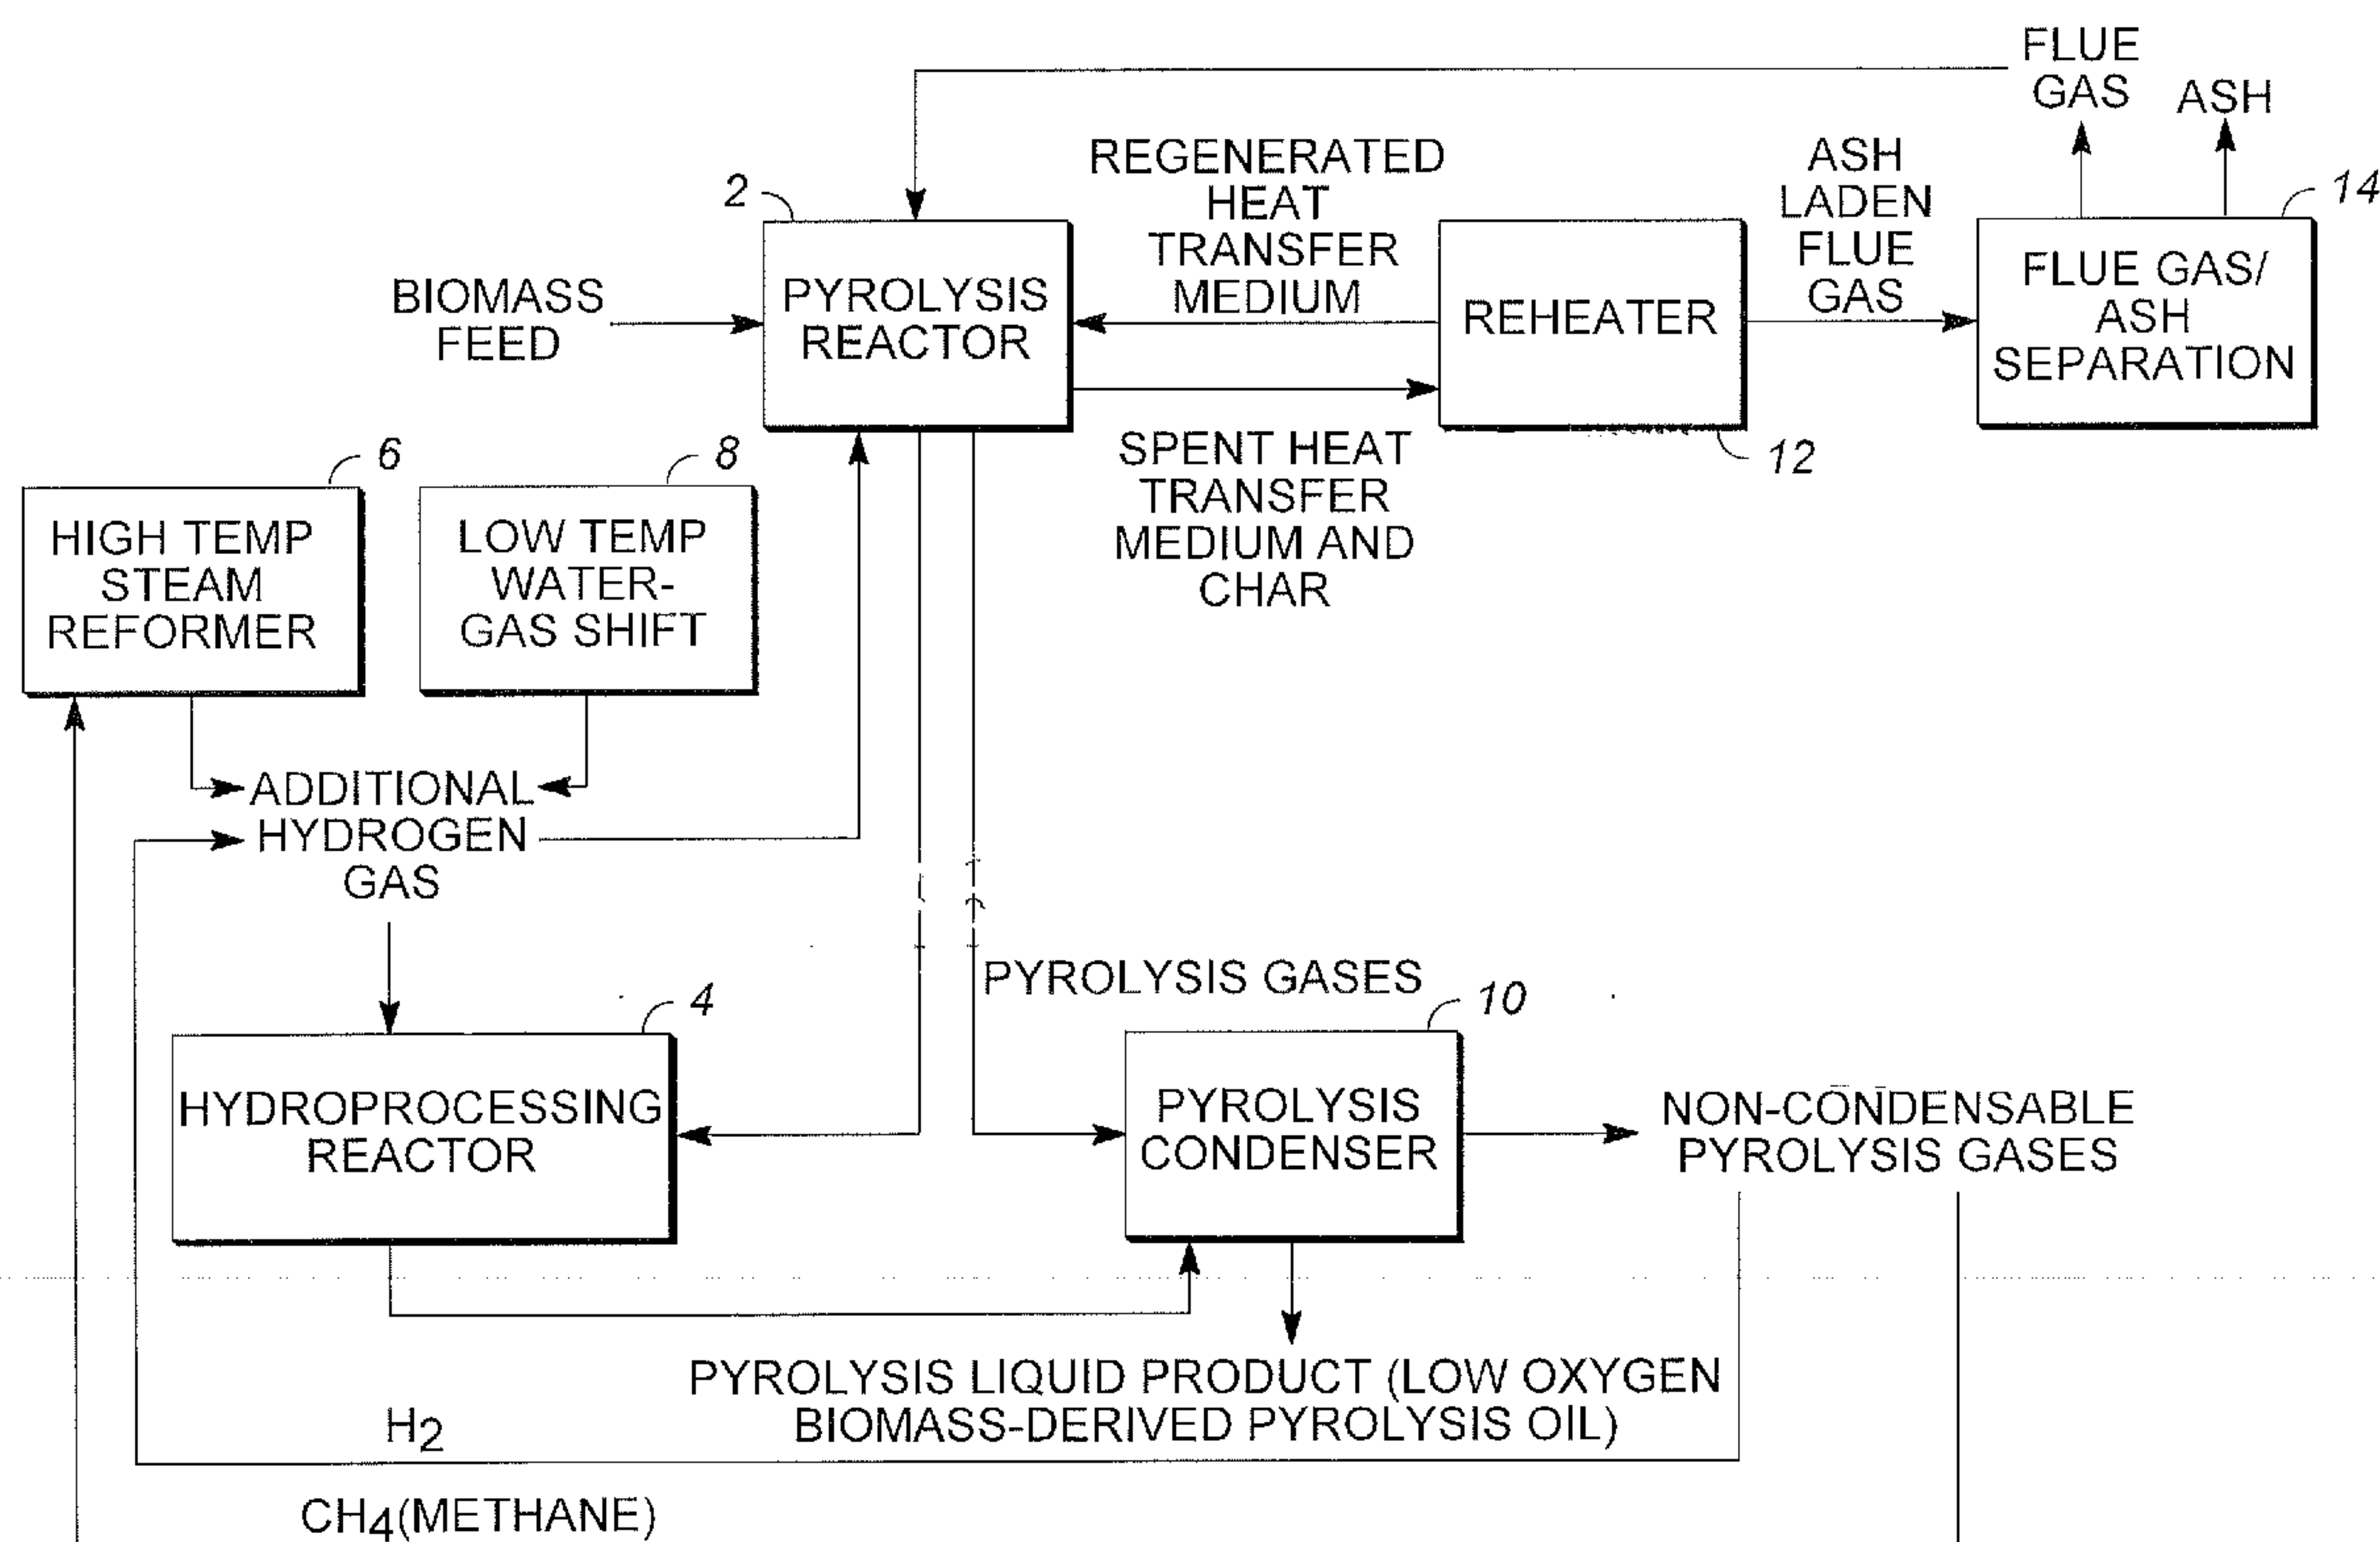 FLUE
GAS
ASH
REGENERATED
HEAT
TRANSFER
MEDIUM
ASH
LADEN
FLUE
GAS
2
14
BIOMASS
FEED
PYROLYSIS
REACTOR
REHEATER
FLUE GAS/
ASH
SEPARATION
12
SPENT HEAT
TRANSFER
MEDIUM AND
CHAR
6
8
HIGH TEMP
STEAM
REFORMER
LOW TEMP
WATER-
GAS SHIFT
ADDITIONAL
HYDROGEN
GAS
PYROLYSIS GASES
4
10
HYDROPROCESSING
REACTOR
PYROLYSIS
CONDENSER
NON-CONDENSABLE
PYROLYSIS GASES
PYROLYSIS LIQUID PRODUCT (LOW OXYGEN
BIOMASS-DERIVED PYROLYSIS OIL)
H2
CH4(METHANE)